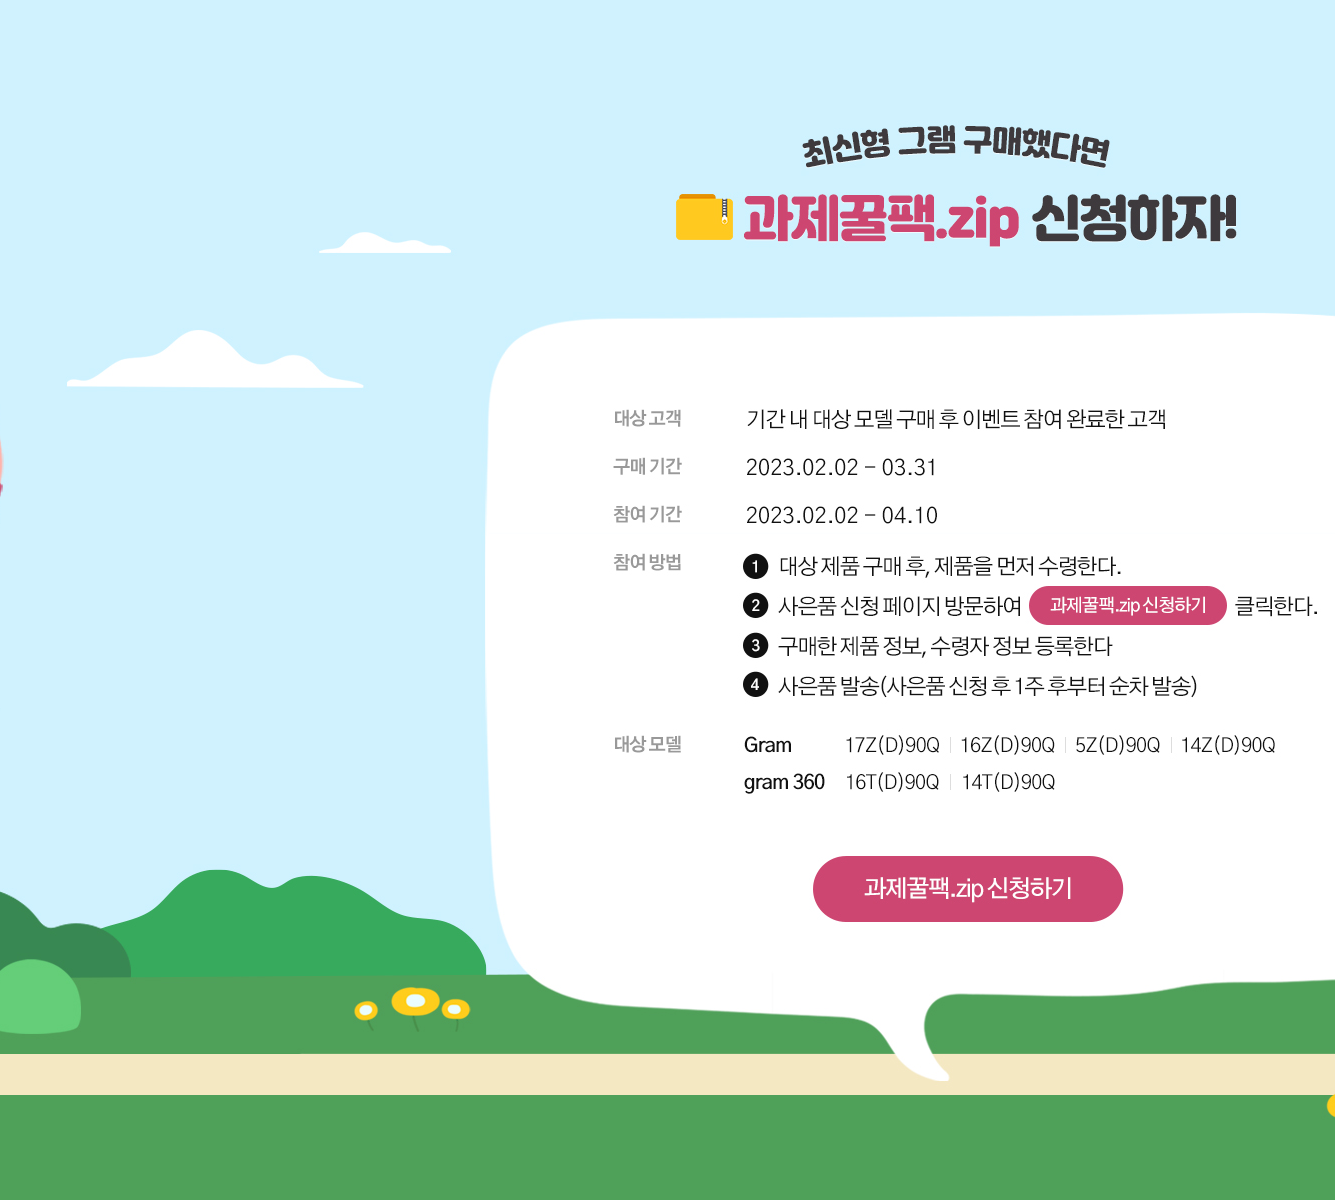 최신형 그램 구매했다면
과제꿀팩.zip 신청하자!
대상 고객 기간 내 대상 모델 구매 후 이벤트 참여 완료한 고객
구매 기간 2023.02.02 – 03.31
참여 기간 2023.02.02 – 04.10
참여 방법 1 대상 제품 구매 후, 제품을 먼저 수령한다.
2 사은품 신청 페이지 방문하여 과제꿀팩.zip 신청하기 클릭한다.
3 구매한 제품 정보, 수령자 정보 등록한다
4 사은품 발송(사은품 신청 후 1주 후부터 순차 발송)
대상 모델 Gram 17Z(D)90Q 16Z(D)90Q 5Z(D)90Q 14Z(D)90Q
gram 360 16T(D)90Q 14T(D)90Q
과제꿀팩.zip 신청하기